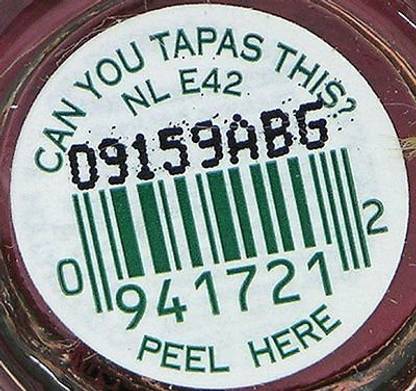 CAN YOU TAPAS THIS?
NL E42
09159ABG
0 941721 2
PEEL HERE